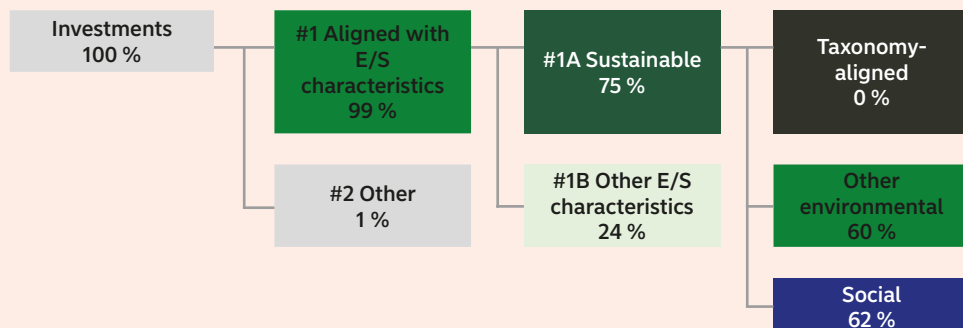 Investments
100 %
#1 Aligned with
E/S
characteristics
99 %
#1A Sustainable
75 %
Taxonomy-
aligned
0 %
#2 Other
1 %
#1B Other E/S
characteristics
24 %
Other
environmental
60 %
Social
62 %